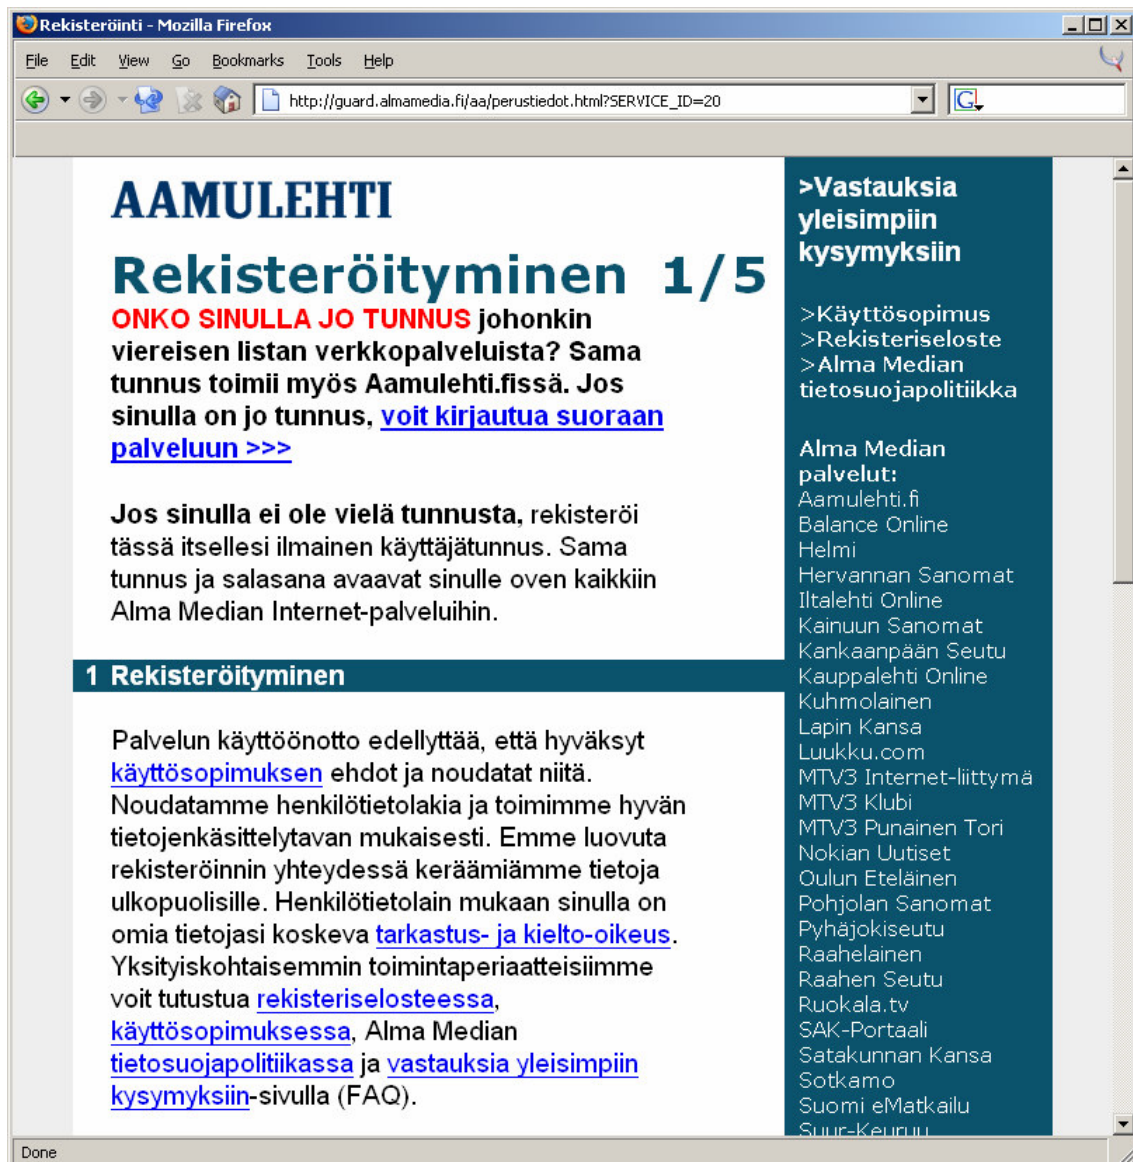 Rekisteröinti - Mozilla Firefox
File Edit View Go Bookmarks Tools Help
http://guard.almamedia.fi/aa/perustiedot.html?SERVICE_ID=20
G
AAMULEHTI
Rekisteröityminen 1/5
ONKO SINULLA JO TUNNUS johonkin
viereisen listan verkkopalveluista? Sama
tunnus toimii myös Aamulehti.fissä. Jos
sinulla on jo tunnus, voit kirjautua suoraan
palveluun >>>
Jos sinulla ei ole vielä tunnusta, rekisteröi
tässä itsellesi ilmainen käyttäjätunnus. Sama
tunnus ja salasana avaavat sinulle oven kaikkiin
Alma Median Internet-palveluihin.
1 Rekisteröityminen
Palvelun käyttöönotto edellyttää, että hyväksyt
käyttösopimuksen ehdot ja noudatat niitä.
Noudatamme henkilötietolakia ja toimimme hyvän
tietojenkäsittelytavan mukaisesti. Emme luovuta
rekisteröinnin yhteydessä keräämiämme tietoja
ulkopuolisille. Henkilötietolain mukaan sinulla on
omia tietojasi koskeva tarkastus- ja kielto-oikeus.
Yksityiskohtaisemmin toimintaperiaatteisiimme
voit tutustua rekisteriselosteessa,
käyttösopimuksessa, Alma Median
tietosuojapolitiikassa ja vastauksia yleisimpiin
kysymyksiin-sivulla (FAQ).
>Vastauksia
yleisimpiin
kysymyksiin
>Käyttösopimus
>Rekisteriseloste
>Alma Median
tietosuojapolitiikka
Alma Median
palvelut:
Aamulehti.fi
Balance Online
Helmi
Hervannan Sanomat
Iltalehti Online
Kainuun Sanomat
Kankaanpään Seutu
Kauppalehti Online
Kuhmolainen
Lapin Kansa
Luukku.com
MTV3 Internet-liittymä
MTV3 Klubi
MTV3 Punainen Tori
Nokian Uutiset
Oulun Eteläinen
Pohjolan Sanomat
Pyhäjokiseutu
Raahelainen
Raahen Seutu
Ruokala.tv
SAK-Portaali
Satakunnan Kansa
Sotkamo
Suomi eMatkailu
Suur-Keuruu
Done